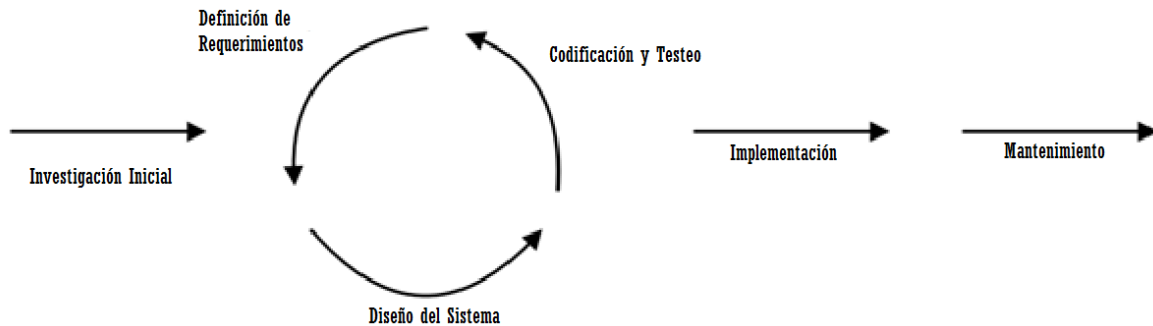 Definición de
Requerimientos
Codificación y Testeo
Investigación Inicial
Implementación
Mantenimiento
Diseño del Sistema